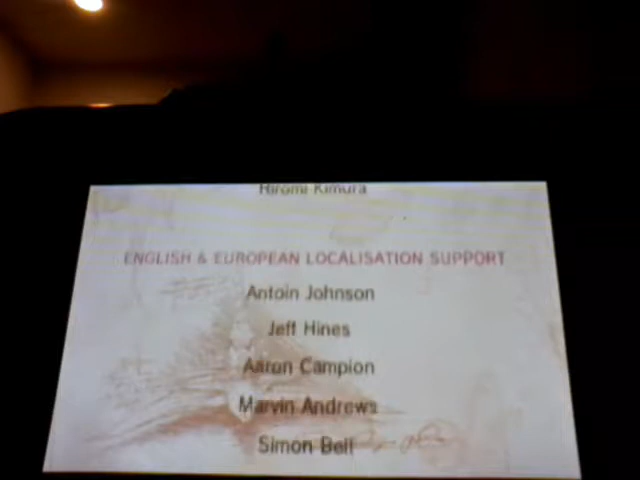 Hiromi Kimura
ENGLISH & EUROPEAN LOCALISATION SUPPORT
Antoin Johnson
Jeff Hines
Aaron Campion
Marvin Andrews
Simon Bell